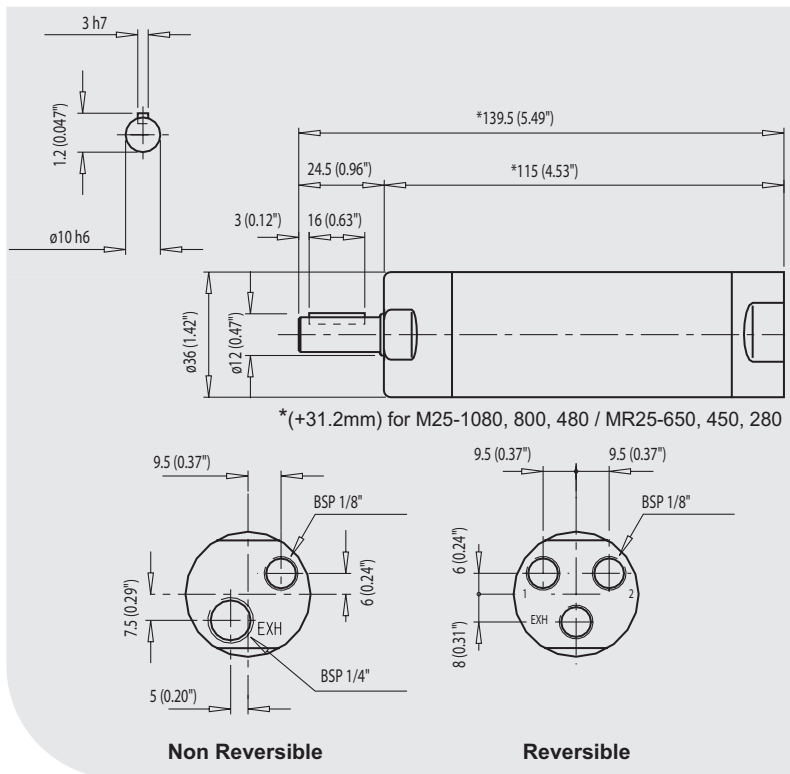 3 h7
1.2 (0.047")
ø10 h6
*139.5 (5.49")
24.5 (0.96")
*115 (4.53")
3 (0.12")
16 (0.63")
ø36 (1.42")
ø12 (0.47")
*(+31.2mm) for M25-1080, 800, 480 / MR25-650, 450, 280
9.5 (0.37")
BSP 1/8"
6 (0.24")
7.5 (0.29")
EXH
BSP 1/4"
5 (0.20")
Non Reversible
9.5 (0.37")
9.5 (0.37")
BSP 1/8"
6 (0.24")
1
2
EXH
8 (0.31")
Reversible